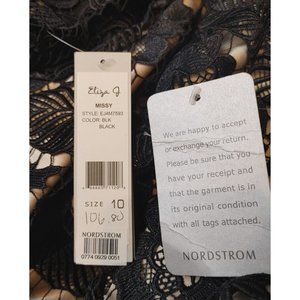 Eliza J
MISSY
STYLE: EJ4M7593
COLOR: BLK
BLACK
SIZE 10
106.80
NORDSTROM
0774 0929 0051
We are happy to accept
or exchange your return.
Please be sure that you
have your receipt and
that the garment is in
its original condition
with all tags attached.
NORDSTROM